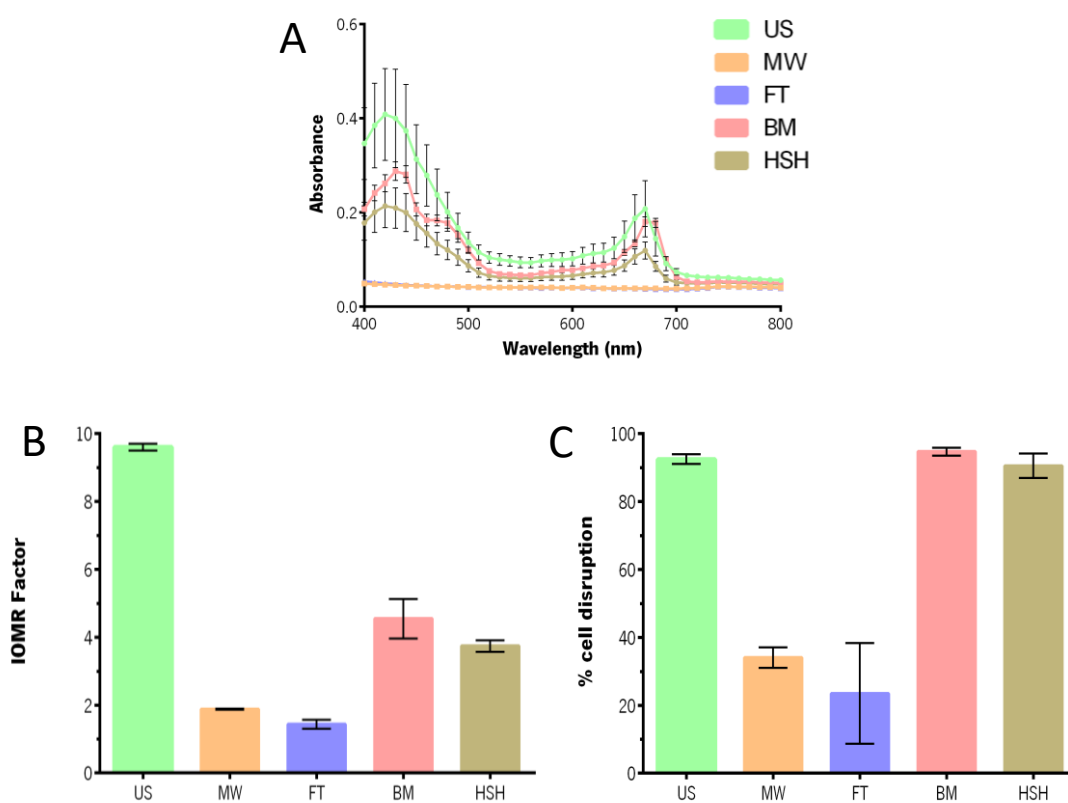 A
0.6
0.4
0.2
0.0
Absorbance
400
500
600
700
800
Wavelength (nm)
US
MW
FT
BM
HSH
B
10
8
6
4
2
0
IOMR Factor
US
MW
FT
BM
HSH
C
100
80
60
40
20
0
% cell disruption
US
MW
FT
BM
HSH